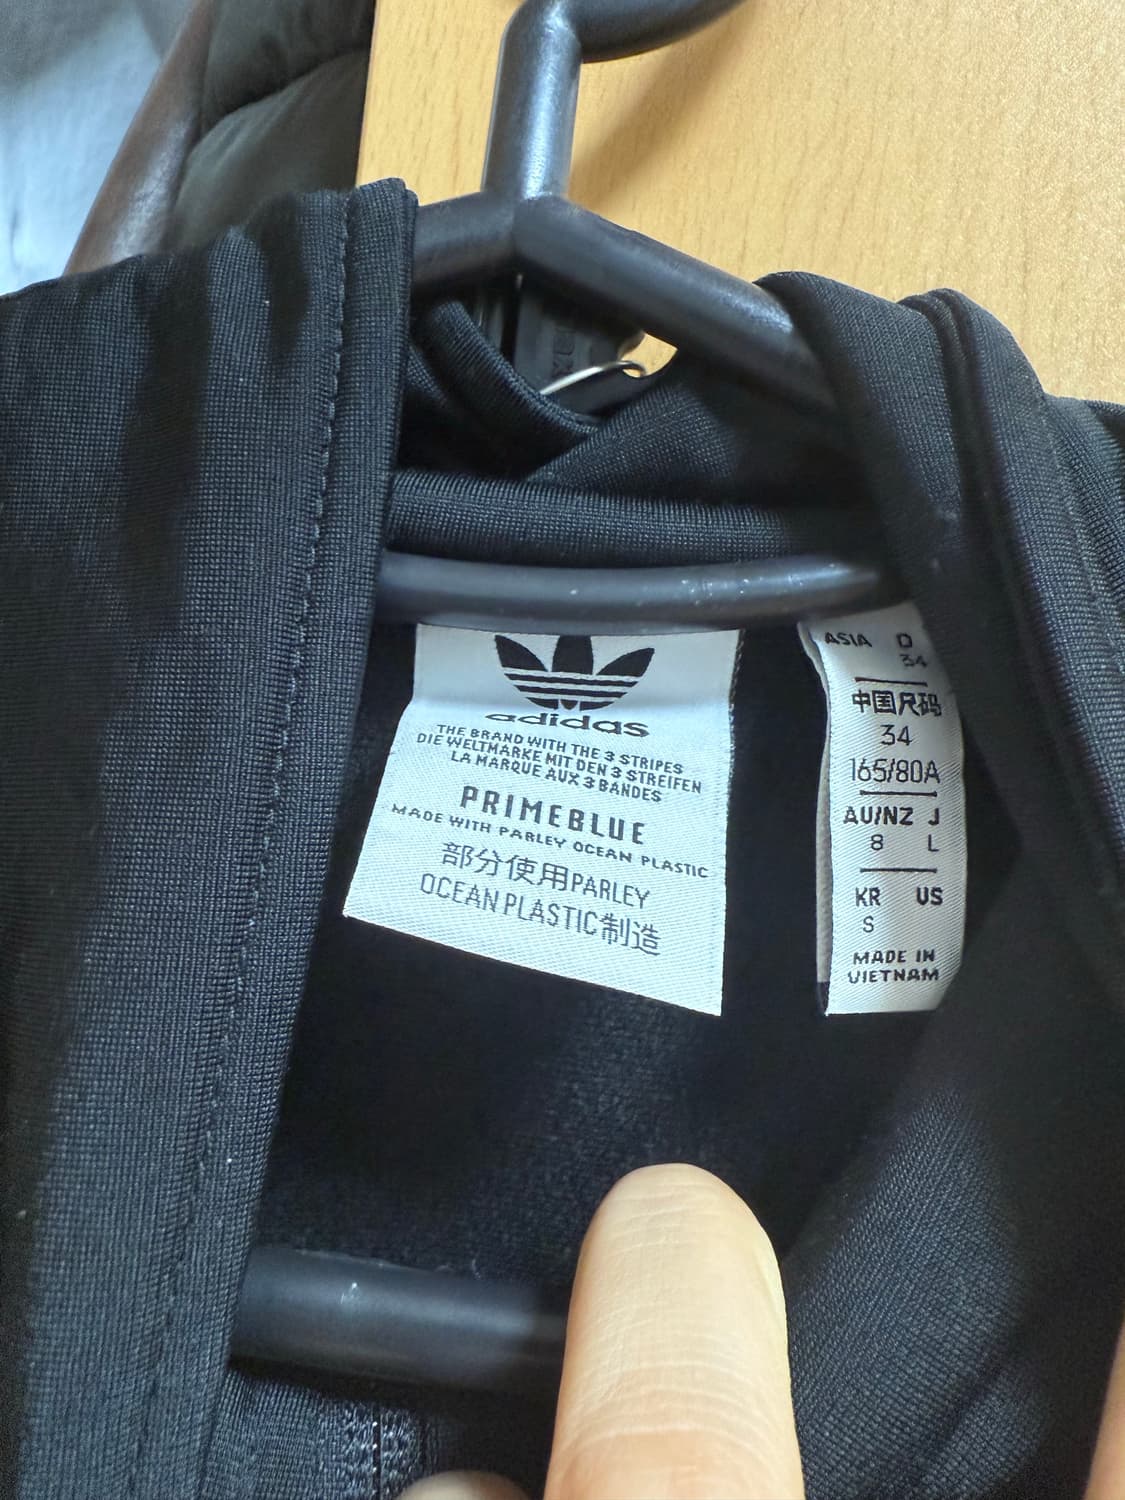 adidas
THE BRAND WITH THE 3 STRIPES
DIE WELTMARKE MIT DEN 3 STREIFEN
LA MARQUE AUX 3 BANDES
PRIMEBLUE
MADE WITH PARLEY OCEAN PLASTIC
部分使用PARLEY
OCEAN PLASTIC制造
ASIA D
34
中国尺码
34
165/80A
AU/NZ J
8 L
KR US
S
MADE IN
VIETNAM